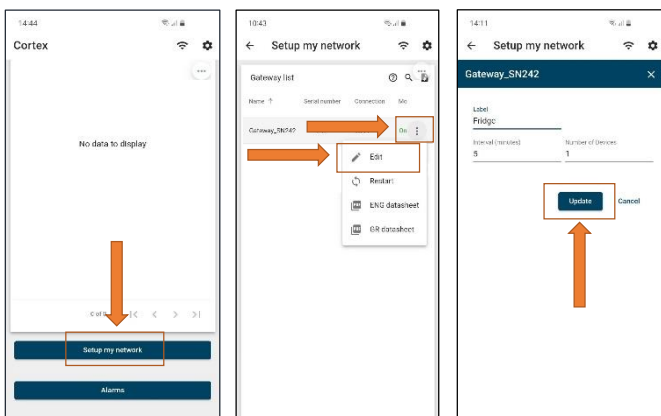 14:44
Cortex
No data to display
Setup my network
Alarms
10:43
Setup my network
Gateway list
Name ↑ Serial number Connection Mo
Gateway_SN242 On
Edit
Restart
ENG datasheet
GR datasheet
14:11
Setup my network
Gateway_SN242
Label
Fridge
Interval (minutes) Number of Devices
5 1
Update Cancel